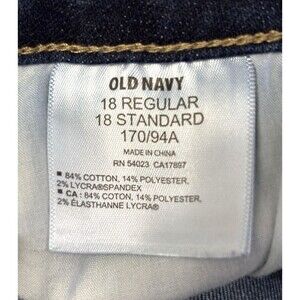 OLD NAVY
18 REGULAR
18 STANDARD
170/94A
MADE IN CHINA
RN 54023 CA17897
■ 84% COTTON, 14% POLYESTER,
2% LYCRA®SPANDEX
■ CA : 84% COTON, 14% POLYESTER,
2% ÉLASTHANNE LYCRA®